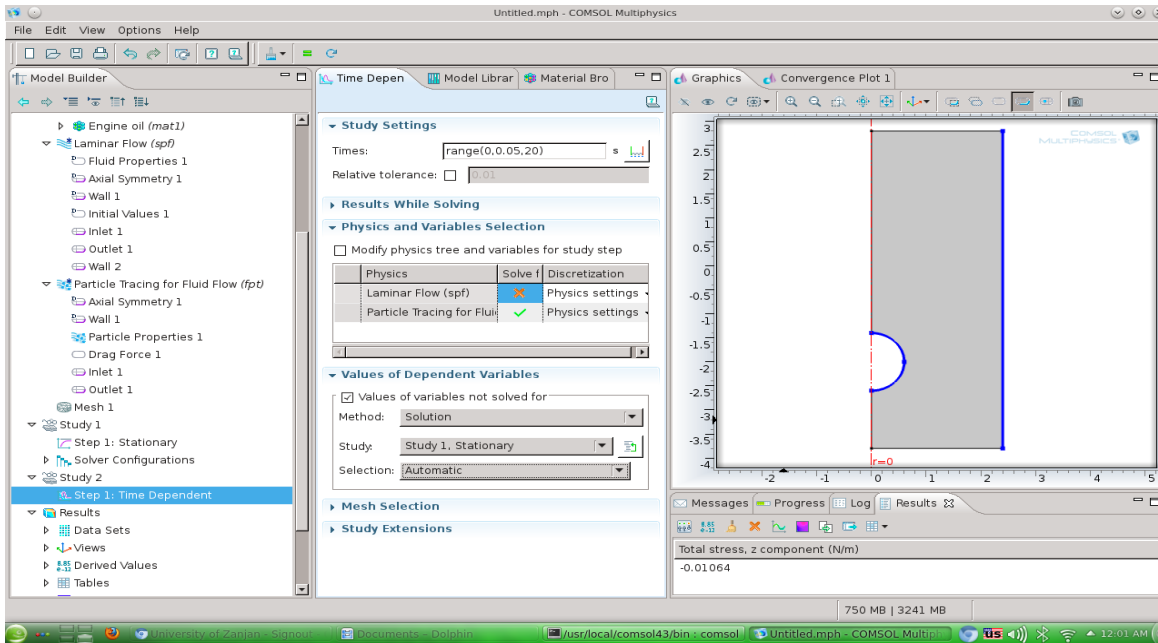 Untitled.mph - COMSOL Multiphysics
File Edit View Options Help
Model Builder
Engine oil (mat1)
Laminar Flow (spf)
Fluid Properties 1
Axial Symmetry 1
Wall 1
Initial Values 1
Inlet 1
Outlet 1
Wall 2
Particle Tracing for Fluid Flow (fpt)
Axial Symmetry 1
Wall 1
Particle Properties 1
Drag Force 1
Inlet 1
Outlet 1
Mesh 1
Study 1
Step 1: Stationary
Solver Configurations
Study 2
Step 1: Time Dependent
Results
Data Sets
Views
Derived Values
Tables
Time Depen Model Librar Material Bro
Study Settings
Times: range(0,0.05,20) s
Relative tolerance: 0.01
Results While Solving
Physics and Variables Selection
Modify physics tree and variables for study step
Physics Solve f Discretization
Laminar Flow (spf) Physics settings
Particle Tracing for Flui Physics settings
Values of Dependent Variables
Values of variables not solved for
Method: Solution
Study: Study 1, Stationary
Selection: Automatic
Mesh Selection
Study Extensions
Graphics Convergence Plot 1
COMSOL
MULTIPHYSICS
3
2.5
2
1.5
1
0.5
0
-0.5
-1
-1.5
-2
-2.5
-3
-3.5
-4
r=0
-2 -1 0 1 2 3 4 5
Messages Progress Log Results
Total stress, z component (N/m)
-0.01064
750 MB | 3241 MB
University of Zanjan - Signout Documents - Dolphin /usr/local/comsol43/bin : comsol Untitled.mph - COMSOL Multip us 12:01 AM